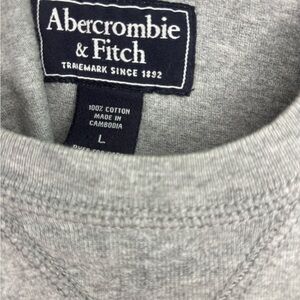 Abercrombie
& Fitch
TRADEMARK SINCE 1892
100% COTTON
MADE IN
CAMBODIA
L